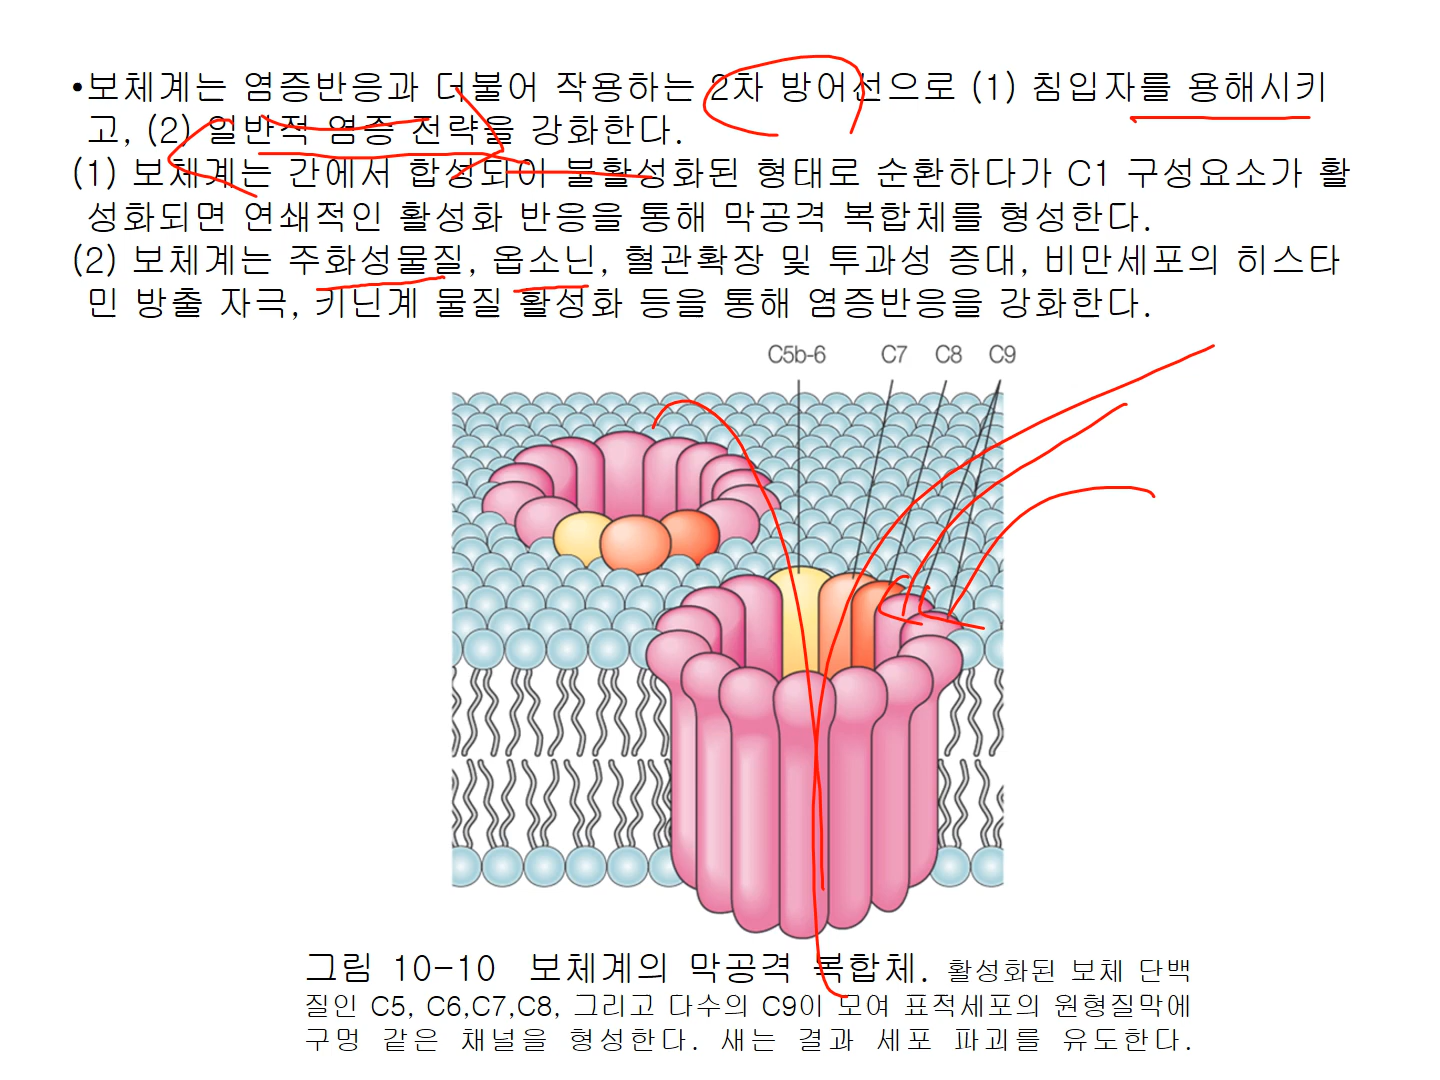 •보체계는 염증반응과 더불어 작용하는 2차 방어선으로 (1) 침입자를 용해시키
고, (2) 일반적 염증 전략을 강화한다.
(1) 보체계는 간에서 합성되어 불활성화된 형태로 순환하다가 C1 구성요소가 활
성화되면 연쇄적인 활성화 반응을 통해 막공격 복합체를 형성한다.
(2) 보체계는 주화성물질, 옵소닌, 혈관확장 및 투과성 증대, 비만세포의 히스타
민 방출 자극, 키닌계 물질 활성화 등을 통해 염증반응을 강화한다.
C5b-6 C7 C8 C9
그림 10-10 보체계의 막공격 복합체. 활성화된 보체 단백
질인 C5, C6,C7,C8, 그리고 다수의 C9이 모여 표적세포의 원형질막에
구멍 같은 채널을 형성한다. 새는 결과 세포 파괴를 유도한다.